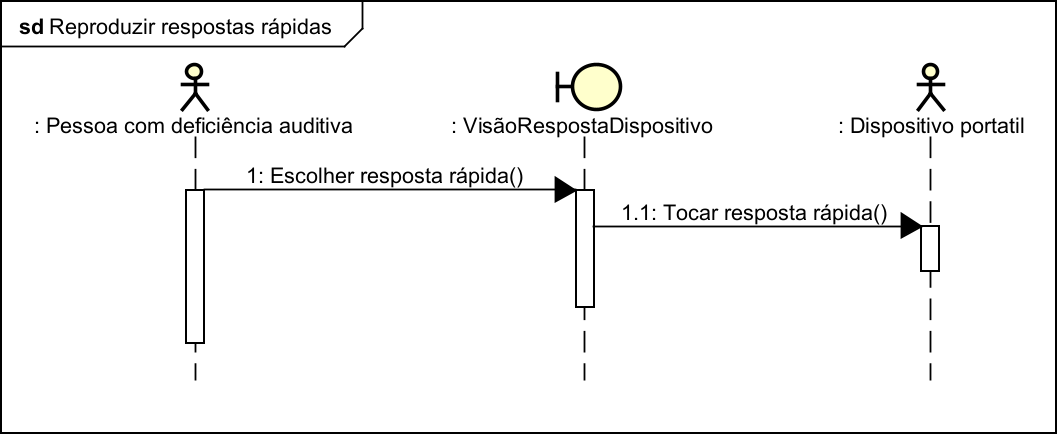 sd Reproduzir respostas rápidas
: Pessoa com deficiência auditiva
: VisãoRespostaDispositivo
: Dispositivo portatil
1: Escolher resposta rápida()
1.1: Tocar resposta rápida()